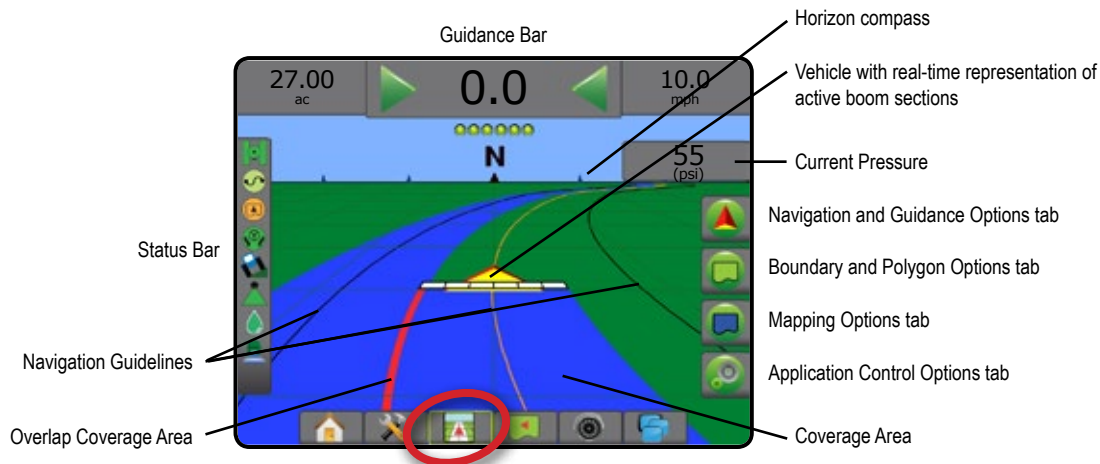 Horizon compass
Guidance Bar
Vehicle with real-time representation of
active boom sections
27.00
ac
0.0
10.0
mph
N
55
(psi)
Current Pressure
Navigation and Guidance Options tab
Status Bar
Boundary and Polygon Options tab
Mapping Options tab
Navigation Guidelines
Application Control Options tab
Overlap Coverage Area
Coverage Area